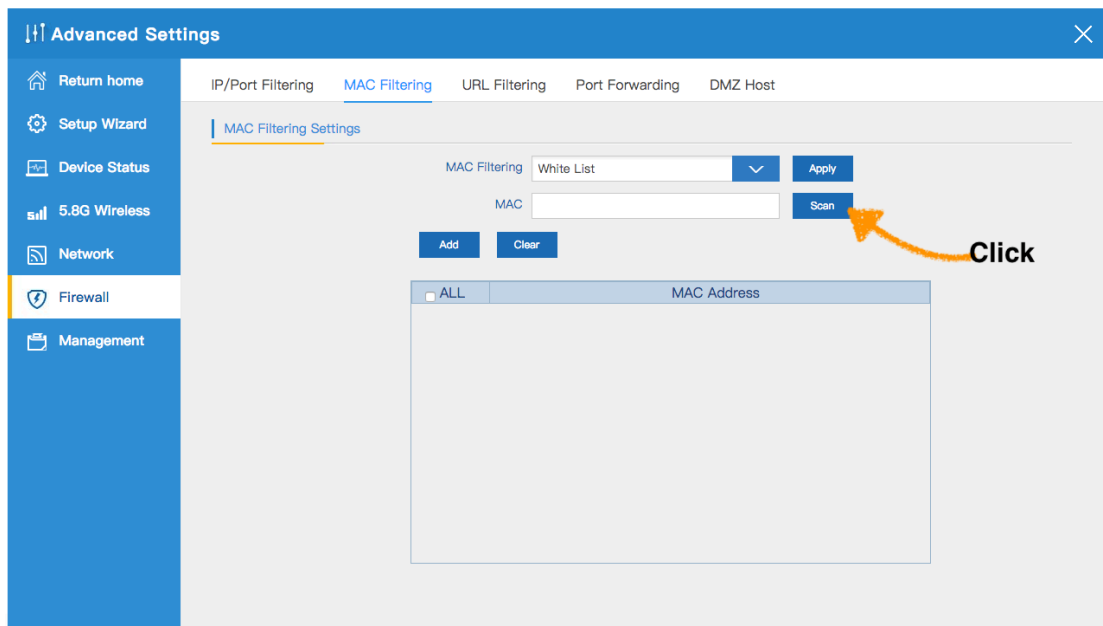 Advanced Settings
Return home
Setup Wizard
Device Status
5.8G Wireless
Network
Firewall
Management
IP/Port Filtering MAC Filtering URL Filtering Port Forwarding DMZ Host
MAC Filtering Settings
MAC Filtering White List Apply
MAC Scan
Add Clear
Click
ALL MAC Address